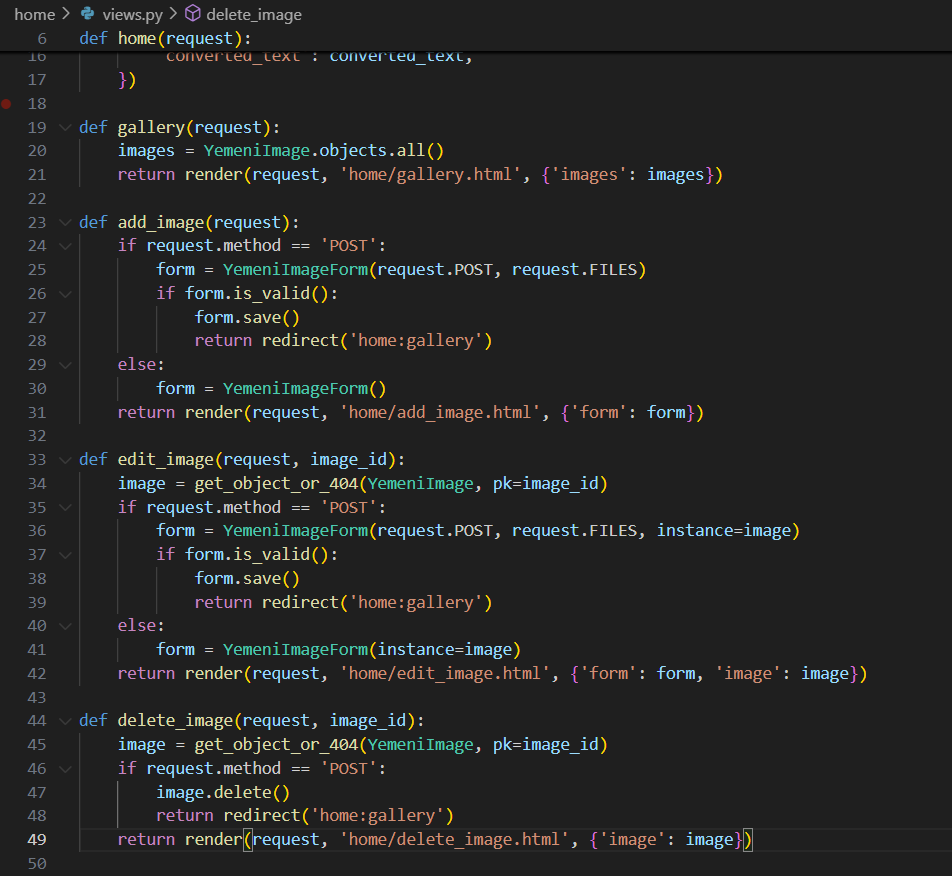 home > views.py > delete_image
6 def home(request):
16 'converted_text': converted_text,
17 })
18
19 def gallery(request):
20 images = YemeniImage.objects.all()
21 return render(request, 'home/gallery.html', {'images': images})
22
23 def add_image(request):
24 if request.method == 'POST':
25 form = YemeniImageForm(request.POST, request.FILES)
26 if form.is_valid():
27 form.save()
28 return redirect('home:gallery')
29 else:
30 form = YemeniImageForm()
31 return render(request, 'home/add_image.html', {'form': form})
32
33 def edit_image(request, image_id):
34 image = get_object_or_404(YemeniImage, pk=image_id)
35 if request.method == 'POST':
36 form = YemeniImageForm(request.POST, request.FILES, instance=image)
37 if form.is_valid():
38 form.save()
39 return redirect('home:gallery')
40 else:
41 form = YemeniImageForm(instance=image)
42 return render(request, 'home/edit_image.html', {'form': form, 'image': image})
43
44 def delete_image(request, image_id):
45 image = get_object_or_404(YemeniImage, pk=image_id)
46 if request.method == 'POST':
47 image.delete()
48 return redirect('home:gallery')
49 return render(request, 'home/delete_image.html', {'image': image})
50